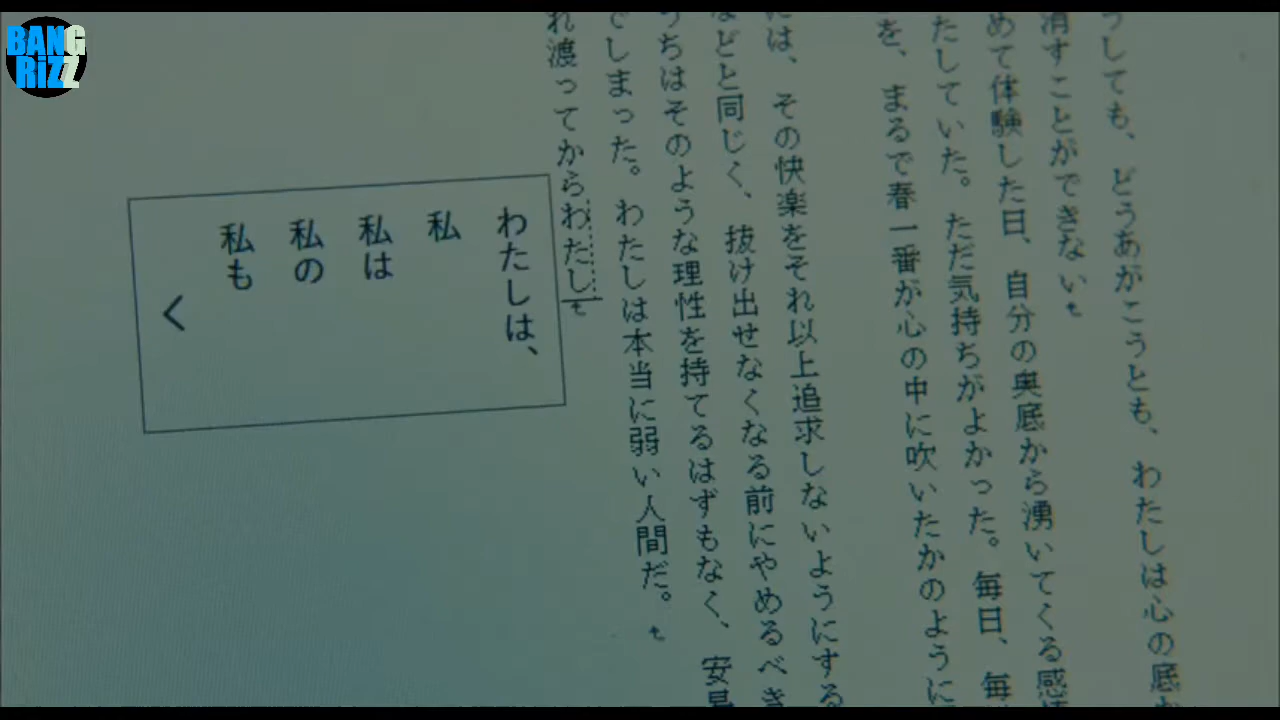 BANG
RiZZ
うしても、どうあがこうとも、わたしは心の底か
消すことができない
めて体験した日、自分の奥底から湧いてくる感情
たしていた。ただ気持ちがよかった。毎日、毎
を、まるで春一番が心の中に吹いたかのように
には、その快楽をそれ以上追求しないようにする
などと同じく、抜け出せなくなる前にやめるべき
うちはそのような理性を持てるはずもなく、安易
でしまった。わたしは本当に弱い人間だ。
れ渡ってからわたし
わたしは、
私
私は
私の
私も
く